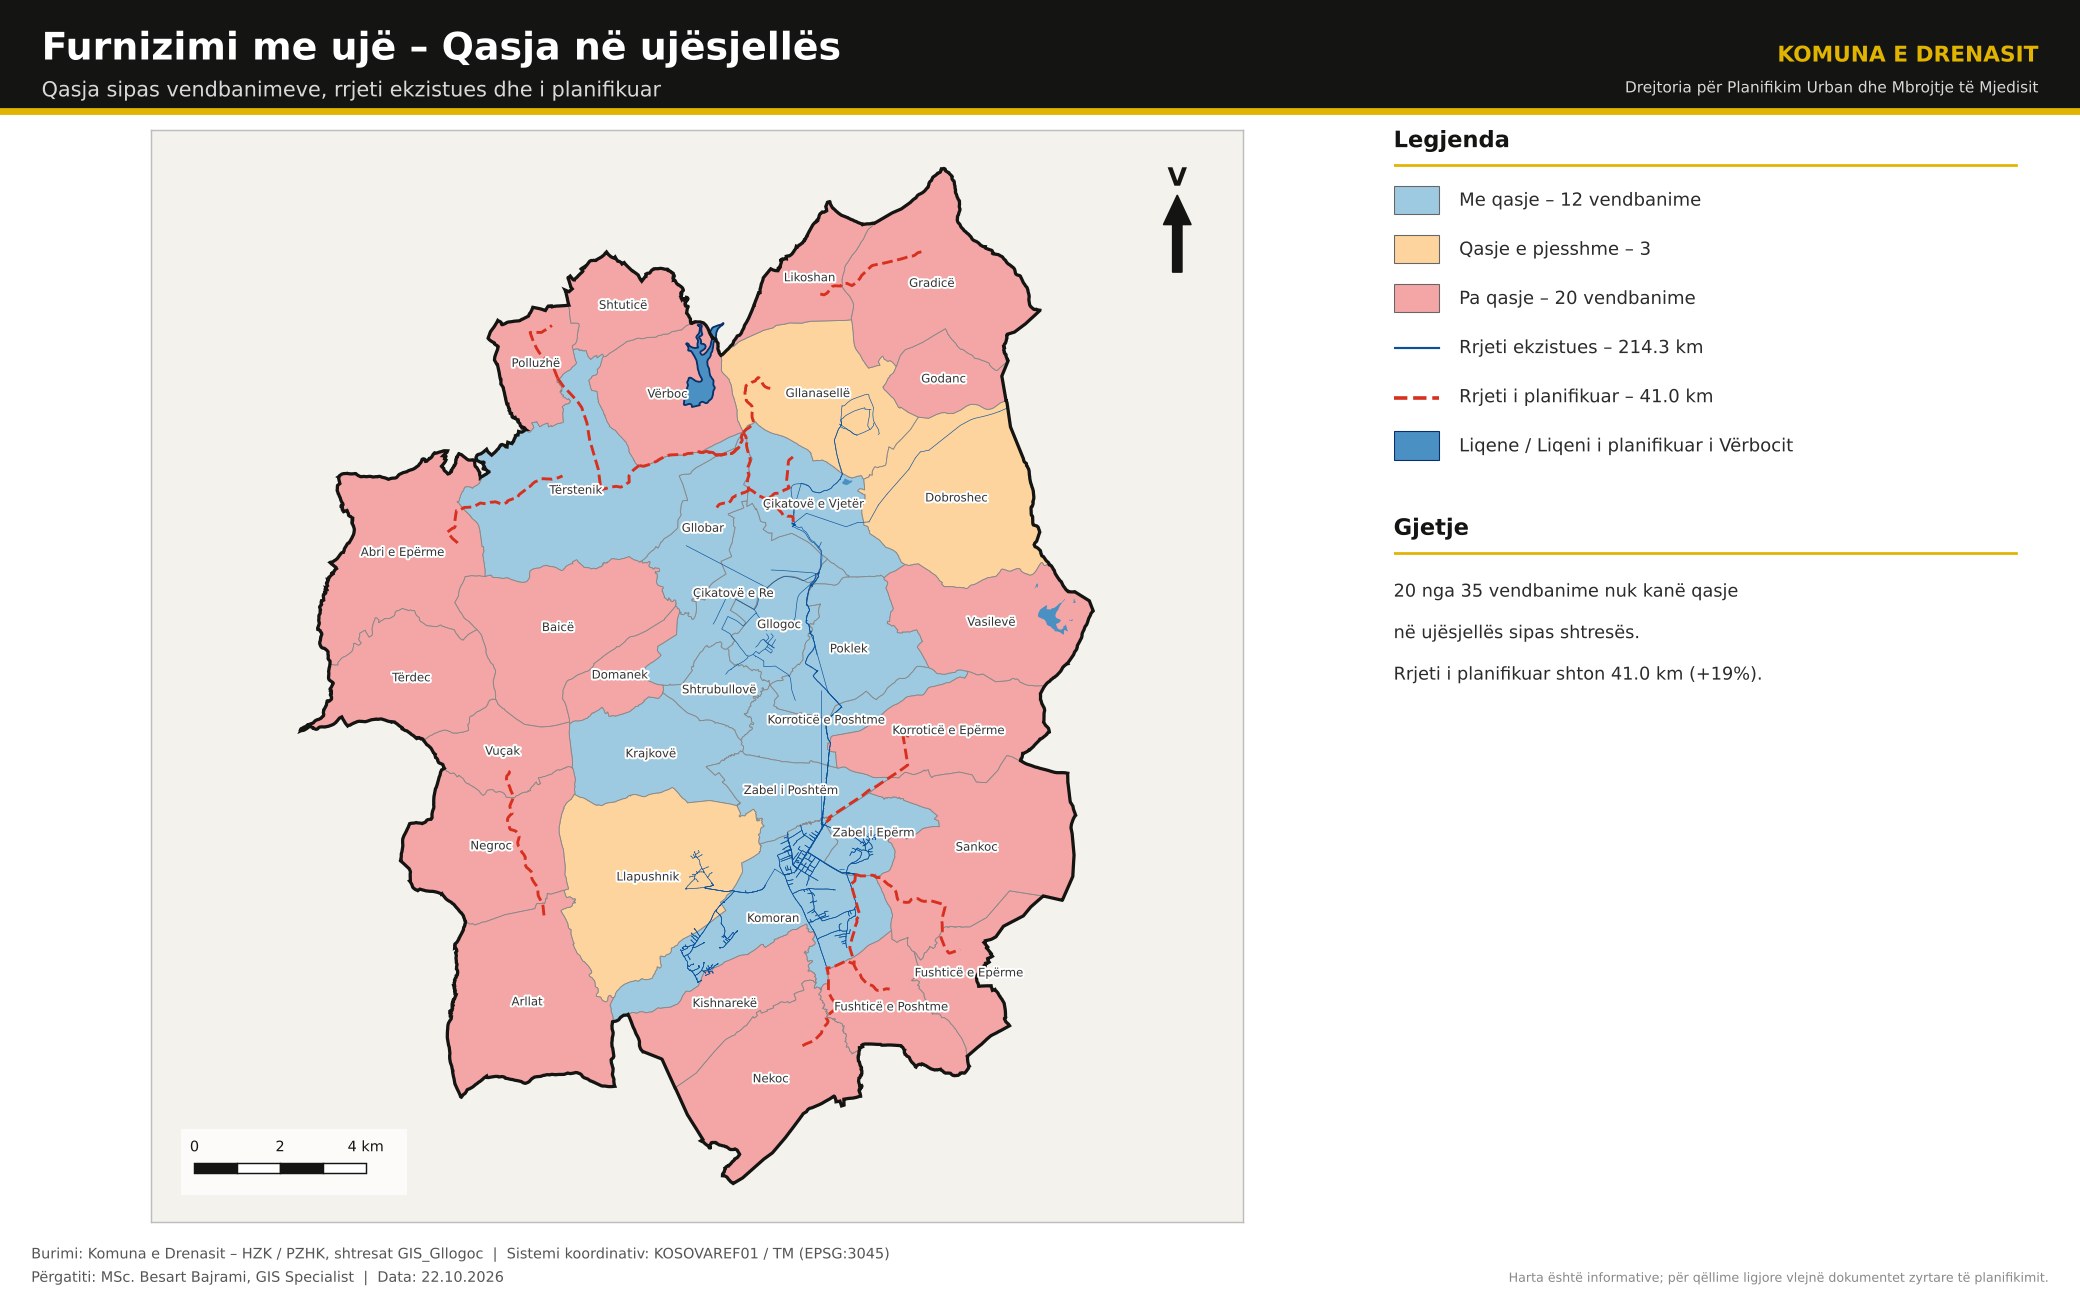 Furnizimi me ujë – Qasja në ujësjellës
Qasja sipas vendbanimeve, rrjeti ekzistues dhe i planifikuar
KOMUNA E DRENASIT
Drejtoria për Planifikim Urban dhe Mbrojtje të Mjedisit
V
Likoshan
Gradicë
Shtuticë
Polluzhë
Vërboc
Gllanasellë
Godanc
Tërstenik
Çikatovë e Vjetër
Dobroshec
Gllobar
Abri e Epërme
Çikatovë e Re
Gllogoc
Vasilevë
Baicë
Poklek
Tërdec
Domanek
Shtrubullovë
Korroticë e Poshtme
Korroticë e Epërme
Vuçak
Krajkovë
Zabel i Poshtëm
Zabel i Epërm
Negroc
Sankoc
Llapushnik
Komoran
Fushticë e Epërme
Arllat
Kishnarekë
Fushticë e Poshtme
Nekoc
0 2 4 km
Legjenda
Me qasje – 12 vendbanime
Qasje e pjesshme – 3
Pa qasje – 20 vendbanime
Rrjeti ekzistues – 214.3 km
Rrjeti i planifikuar – 41.0 km
Liqene / Liqeni i planifikuar i Vërbocit
Gjetje
20 nga 35 vendbanime nuk kanë qasje
në ujësjellës sipas shtresës.
Rrjeti i planifikuar shton 41.0 km (+19%).
Burimi: Komuna e Drenasit – HZK / PZHK, shtresat GIS_Gllogoc | Sistemi koordinativ: KOSOVAREF01 / TM (EPSG:3045)
Përgatiti: MSc. Besart Bajrami, GIS Specialist | Data: 22.10.2026
Harta është informative; për qëllime ligjore vlejnë dokumentet zyrtare të planifikimit.